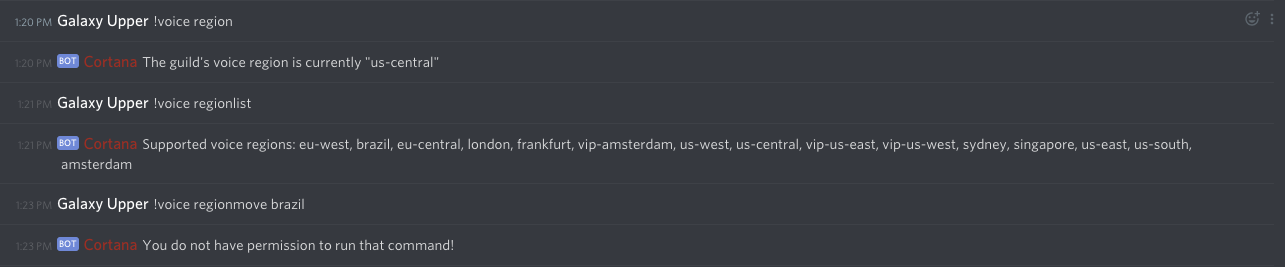 1:20 PM Galaxy Upper !voice region
1:20 PM BOT Cortana The guild's voice region is currently "us-central"
1:21 PM Galaxy Upper !voice regionlist
1:21 PM BOT Cortana Supported voice regions: eu-west, brazil, eu-central, london, frankfurt, vip-amsterdam, us-west, us-central, vip-us-east, vip-us-west, sydney, singapore, us-east, us-south,
amsterdam
1:23 PM Galaxy Upper !voice regionmove brazil
1:23 PM BOT Cortana You do not have permission to run that command!